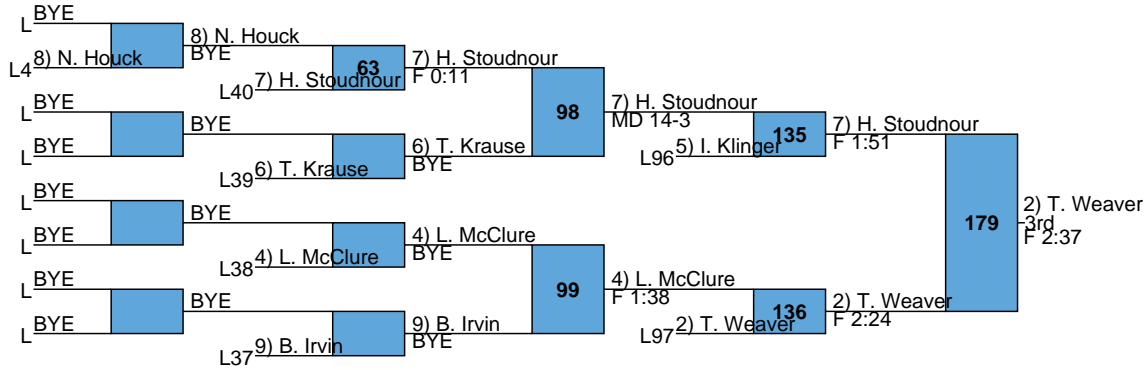 BYE
L
8) N. Houck
L4
8) N. Houck
BYE
63
7) H. Stoudnour
L40
7) H. Stoudnour
F 0:11
BYE
L
BYE
L
BYE
6) T. Krause
L39
6) T. Krause
BYE
98
7) H. Stoudnour
MD 14-3
5) I. Klinger
L96
135
7) H. Stoudnour
F 1:51
BYE
L
BYE
L
BYE
4) L. McClure
L38
4) L. McClure
BYE
BYE
L
BYE
L
BYE
9) B. Irvin
L37
9) B. Irvin
BYE
99
4) L. McClure
F 1:38
2) T. Weaver
L97
136
2) T. Weaver
F 2:24
179
2) T. Weaver
3rd
F 2:37